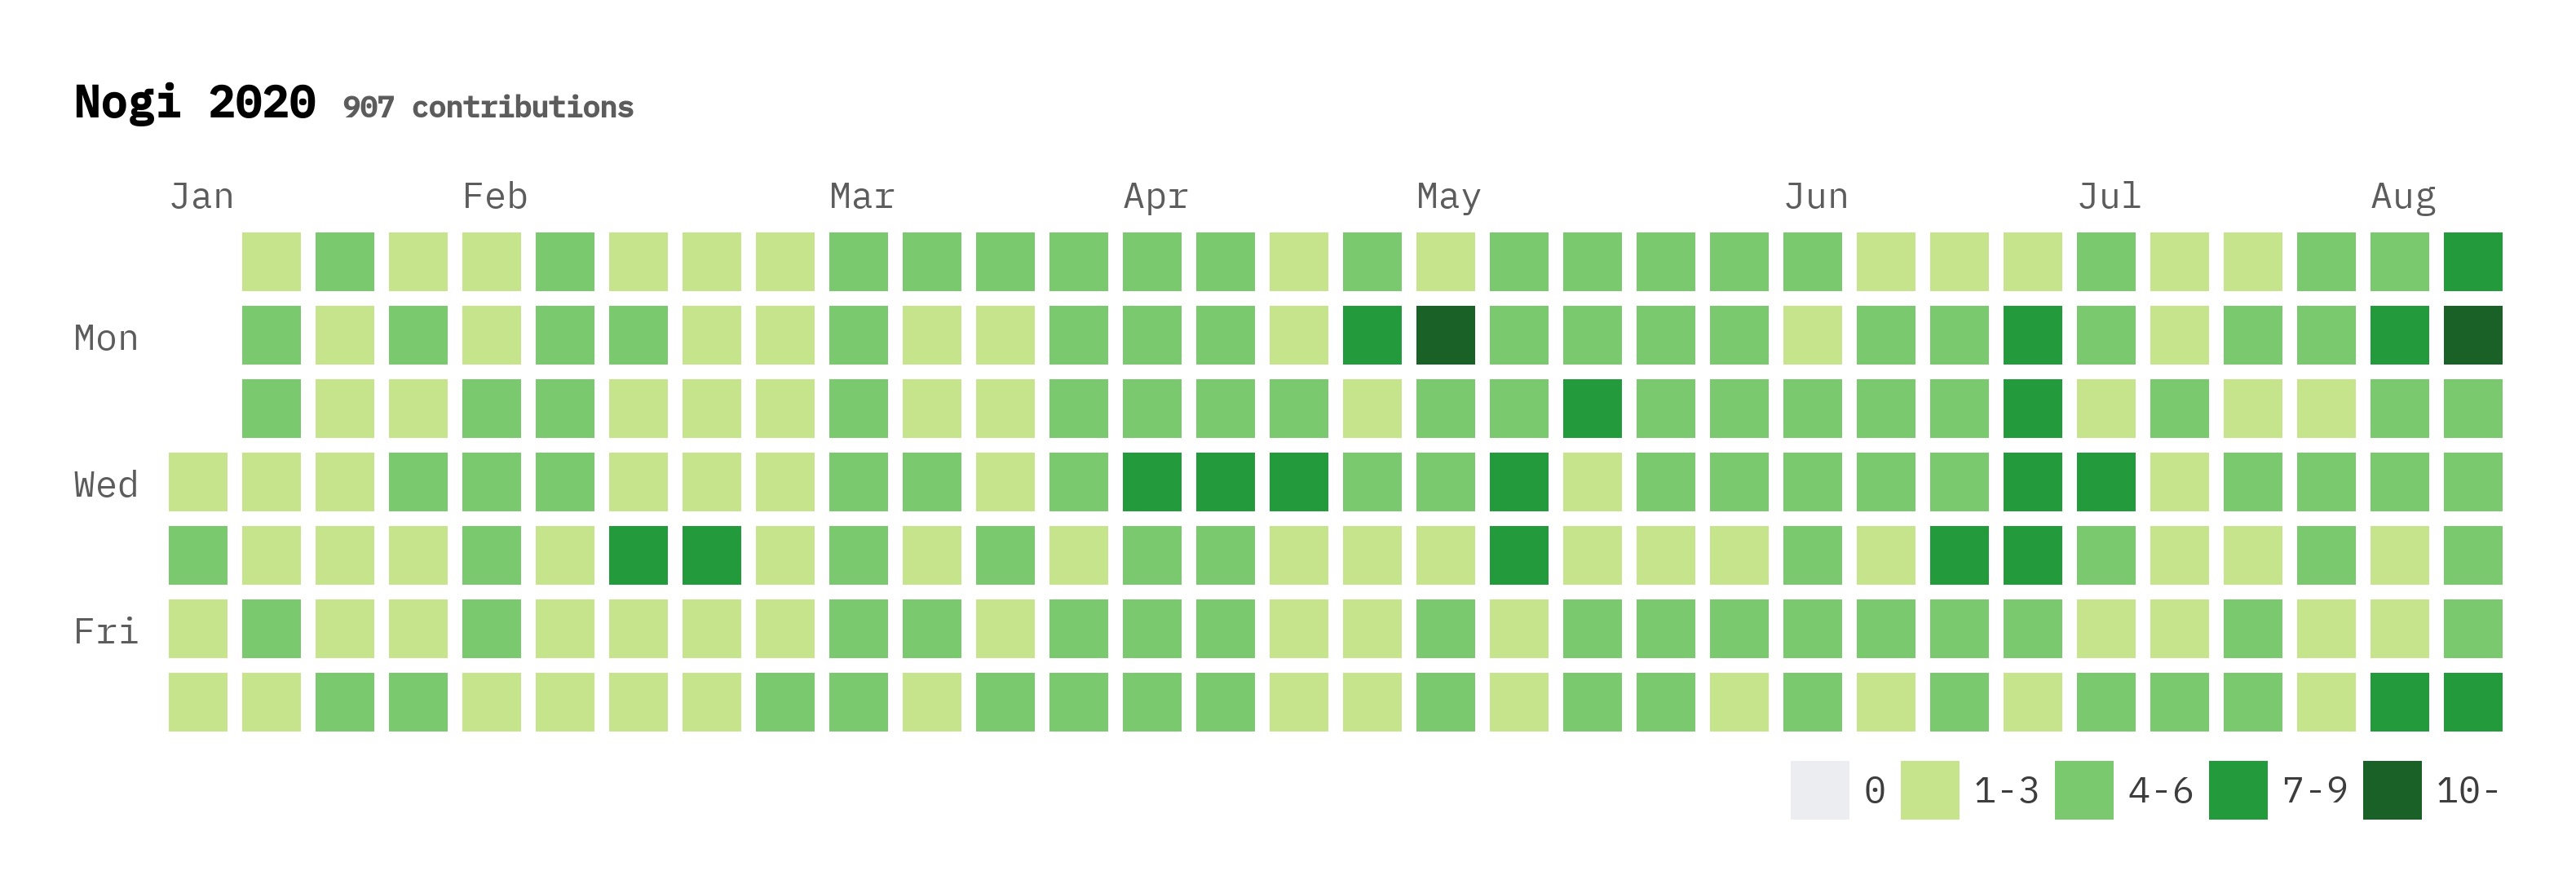 Nogi 2020 907 contributions
Jan Feb Mar Apr May Jun Jul Aug
Mon
Wed
Fri
0 1-3 4-6 7-9 10-